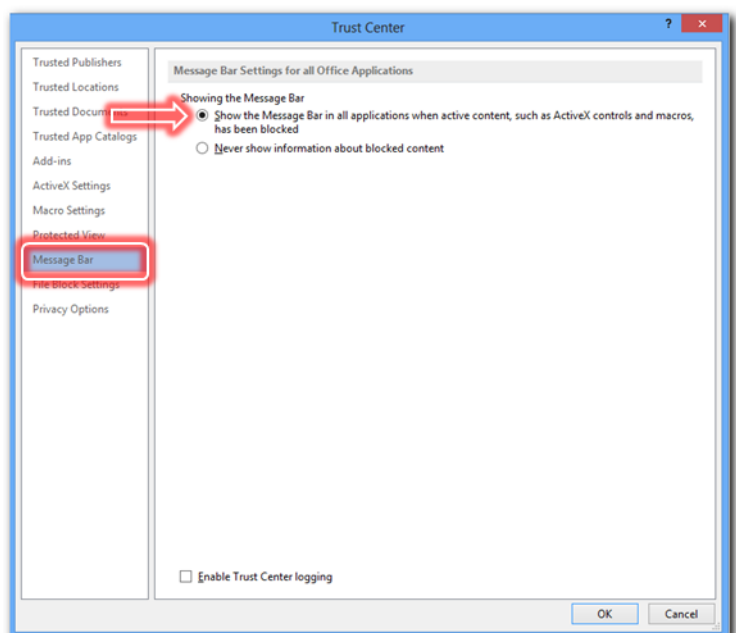 Trust Center
?
Trusted Publishers
Trusted Locations
Trusted Documents
Trusted App Catalogs
Add-ins
ActiveX Settings
Macro Settings
Protected View
Message Bar
File Block Settings
Privacy Options
Message Bar Settings for all Office Applications
Showing the Message Bar
Show the Message Bar in all applications when active content, such as ActiveX controls and macros,
has been blocked
Never show information about blocked content
Enable Trust Center logging
OK
Cancel